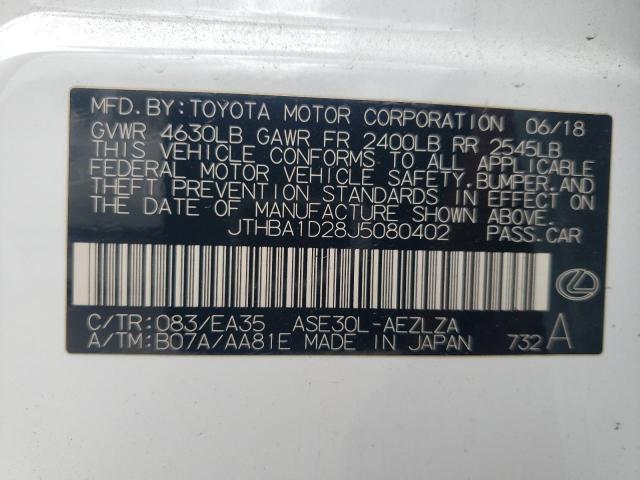 MFD.BY:TOYOTA MOTOR CORPORATION 06/18
GVWR 4630LB GAWR FR 2400LB RR 2545LB
THIS VEHICLE CONFORMS TO ALL APPLICABLE
FEDERAL MOTOR VEHICLE SAFETY,BUMPER,AND
THEFT PREVENTION STANDARDS IN EFFECT ON
THE DATE OF MANUFACTURE SHOWN ABOVE.
JTHBA1D28J5080402 PASS.CAR
C/TR:083/EA35 ASE30L-AEZLZA
A/TM:B07A/AA81E MADE IN JAPAN 732 A